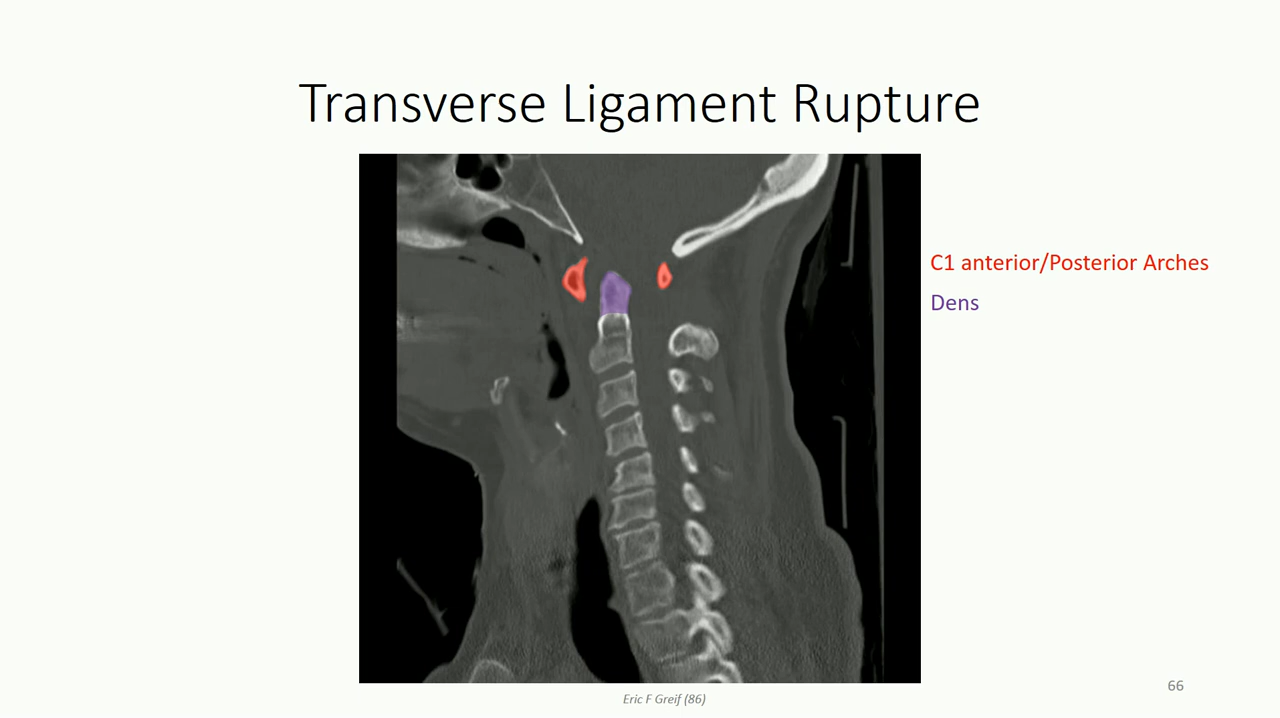 Transverse Ligament Rupture
C1 anterior/Posterior Arches
Dens
Eric F Greif (86)
66